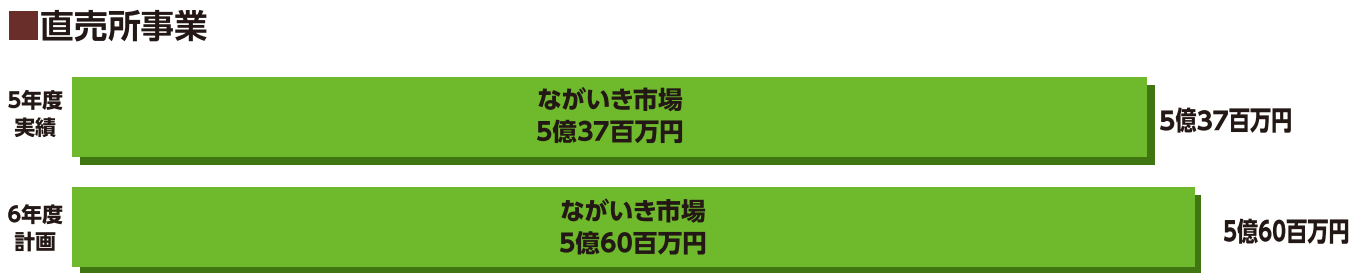 ■直売所事業
5年度
実績
ながいき市場
5億37百万円
5億37百万円
6年度
計画
ながいき市場
5億60百万円
5億60百万円